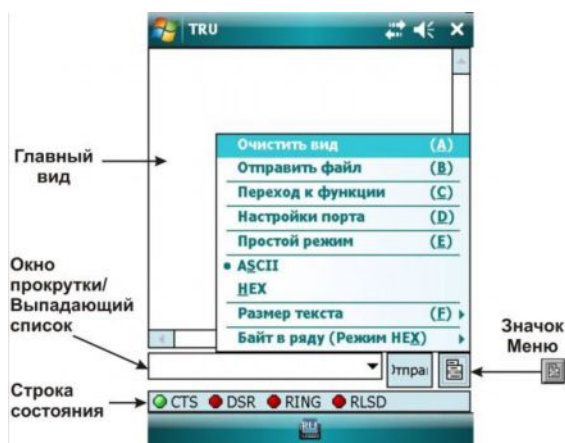 TRU
Очистить вид (A)
Отправить файл (B)
Переход к функции (C)
Настройки порта (D)
Простой режим (E)
ASCII
HEX
Размер текста (F)
Байт в ряду (Режим HEX)
Главный
вид
Окно
прокрутки/
Выпадающий
список
Значок
Меню
Строка
состояния
CTS DSR RING RLSD